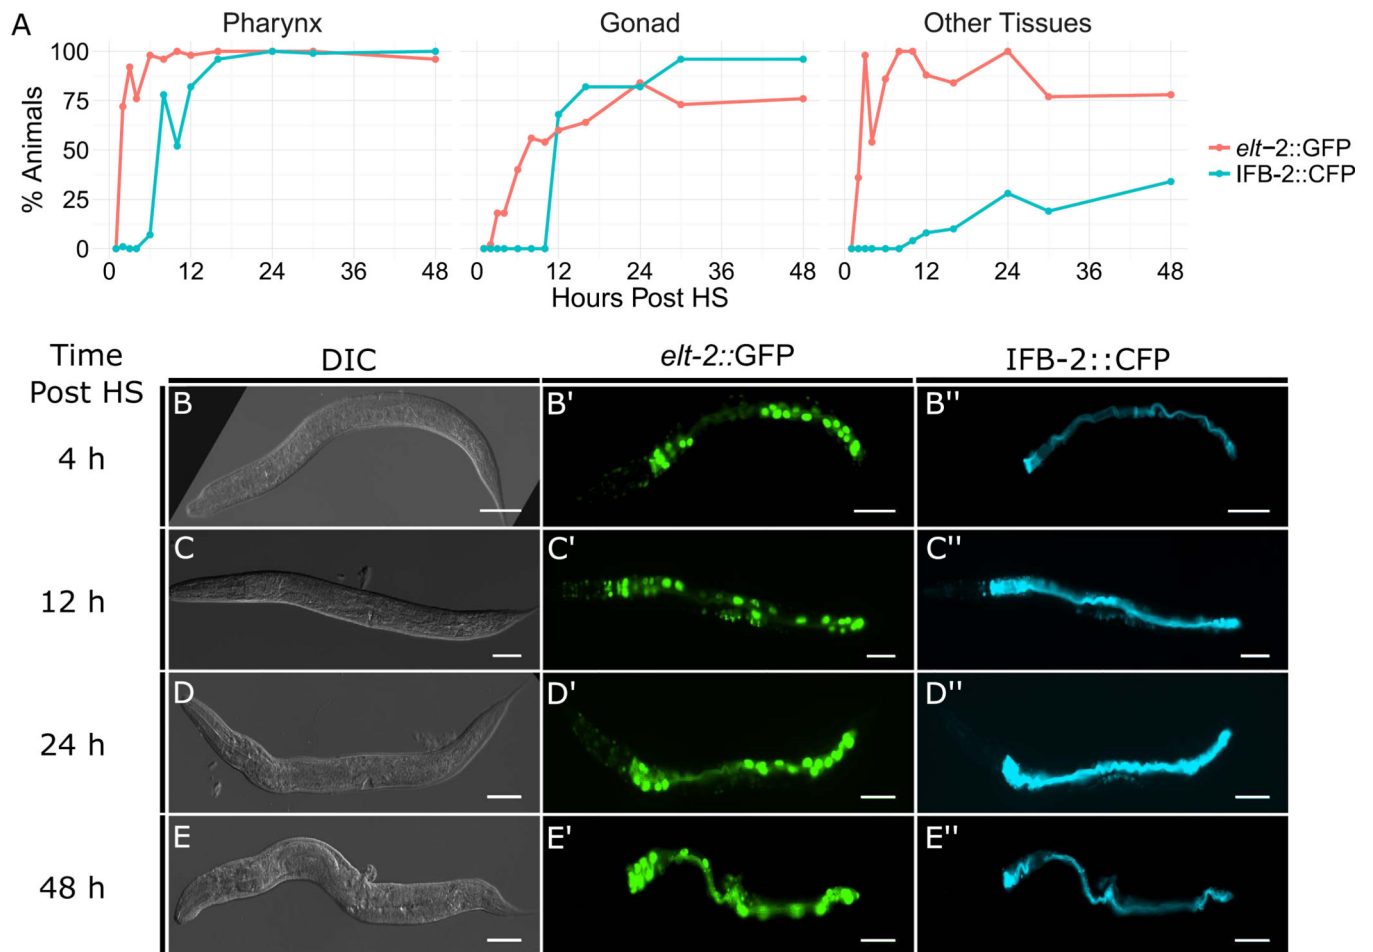 A
Pharynx
Gonad
Other Tissues
% Animals
100
75
50
25
0
0 12 24 36 48
0 12 24 36 48
0 12 24 36 48
Hours Post HS
elt−2::GFP
IFB-2::CFP
Time
Post HS
DIC
elt-2::GFP
IFB-2::CFP
4 h
B
B'
B''
12 h
C
C'
C''
24 h
D
D'
D''
48 h
E
E'
E''